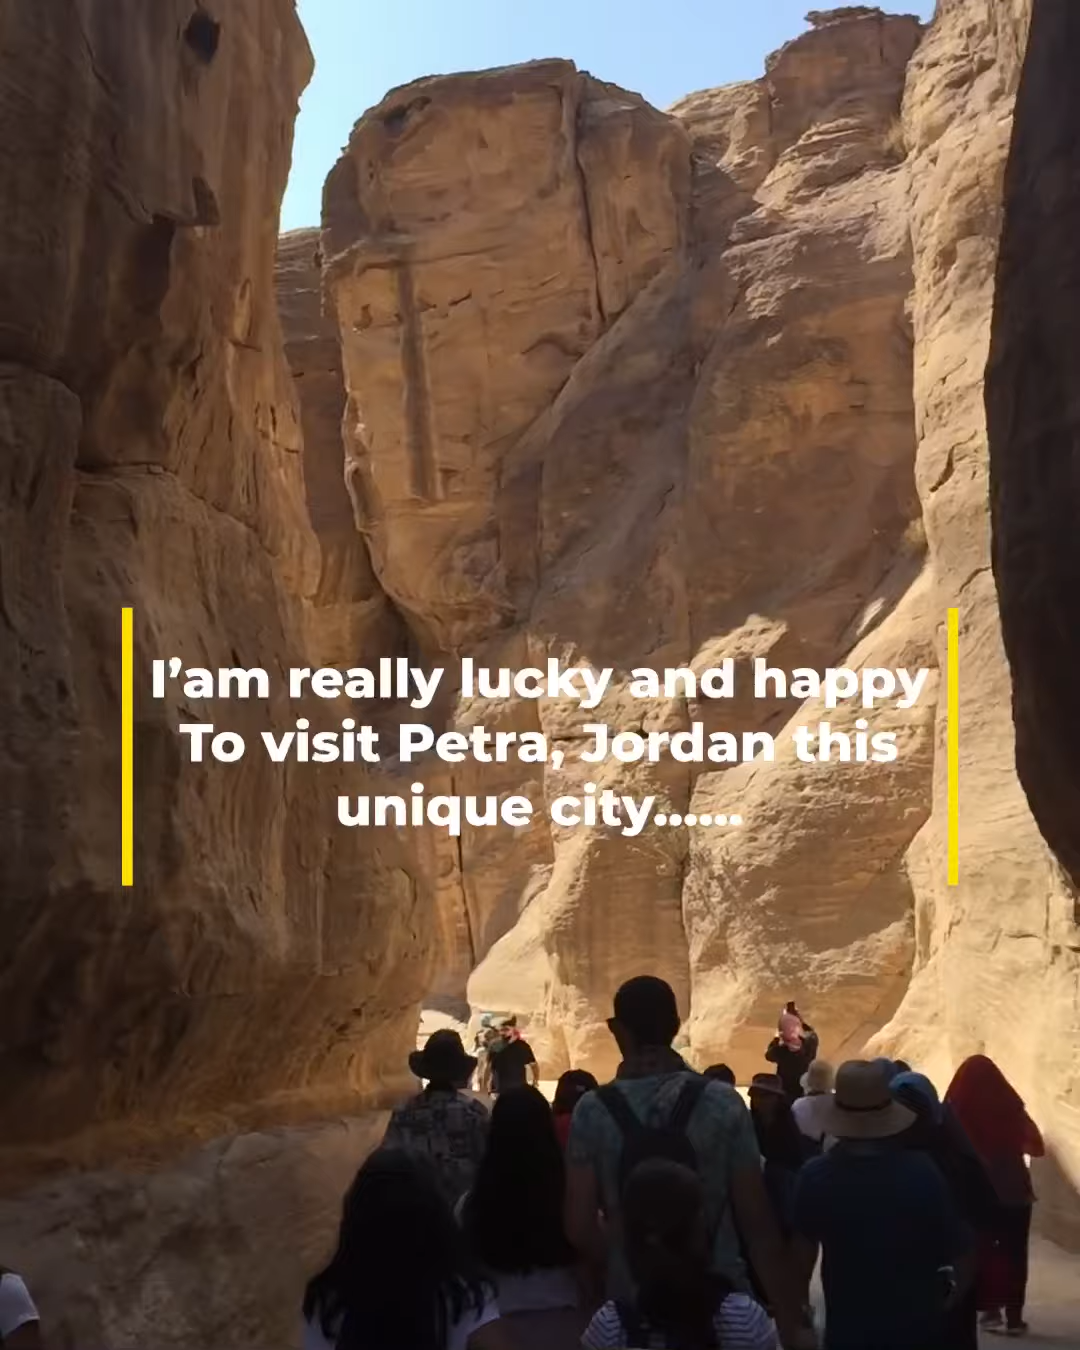 I’am really lucky and happy
To visit Petra, Jordan this
unique city......